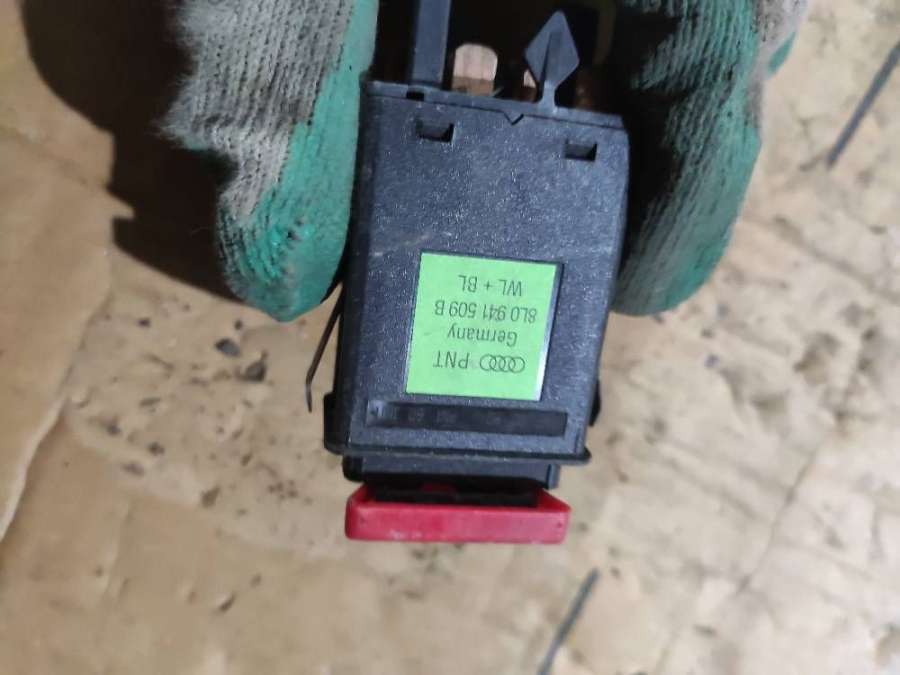 PNT
Germany
8L0 941 509 B
WL + BL